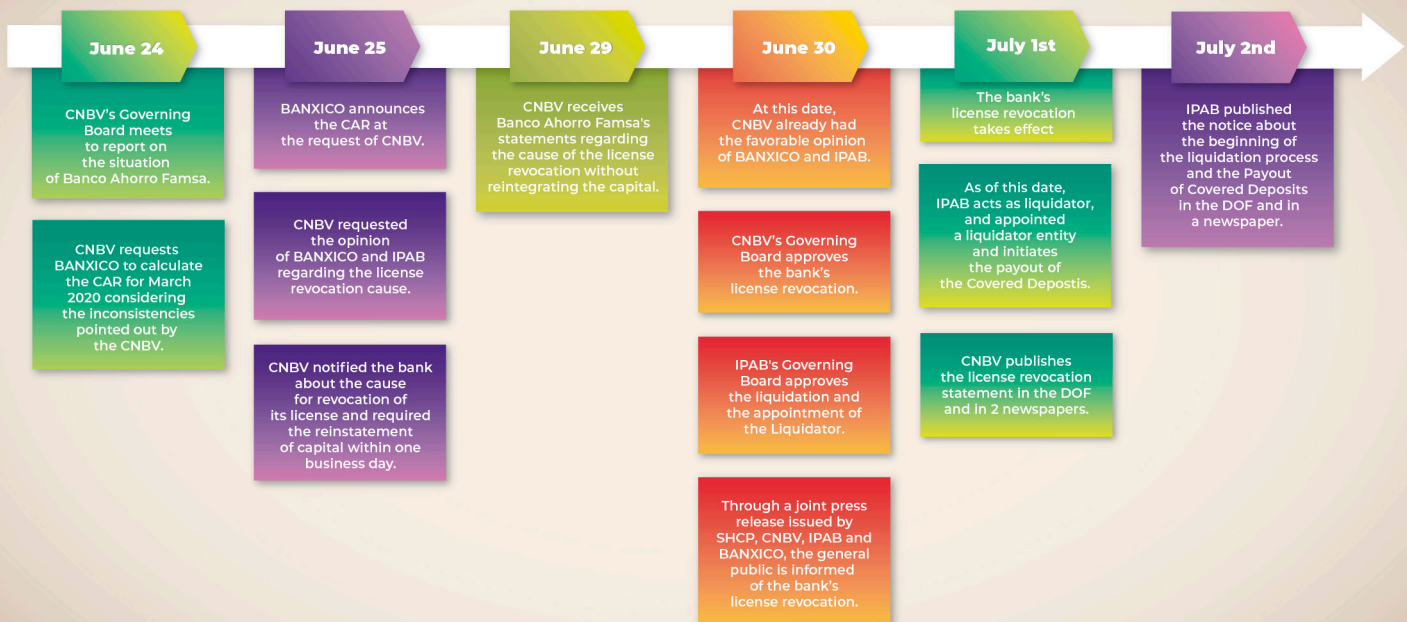 June 24
CNBV's Governing
Board meets
to report on
the situation
of Banco Ahorro Famsa.
CNBV requests
BANXICO to calculate
the CAR for March
2020 considering
the inconsistencies
pointed out by
the CNBV.
June 25
BANXICO announces
the CAR at
the request of CNBV.
CNBV requested
the opinion
of BANXICO and IPAB
regarding the license
revocation cause.
CNBV notified the bank
about the cause
for revocation of
its license and required
the reinstatement
of capital within one
business day.
June 29
CNBV receives
Banco Ahorro Famsa's
statements regarding
the cause of the license
revocation without
reintegrating the capital.
June 30
At this date,
CNBV already had
the favorable opinion
of BANXICO and IPAB.
CNBV's Governing
Board approves
the bank's
license revocation.
IPAB's Governing
Board approves
the liquidation and
the appointment of
the Liquidator.
Through a joint press
release issued by
SHCP, CNBV, IPAB and
BANXICO, the general
public is informed
of the bank's
license revocation.
July 1st
The bank's
license revocation
takes effect
As of this date,
IPAB acts as liquidator,
and appointed
a liquidator entity
and initiates
the payout of
the Covered Depostis.
CNBV publishes
the license revocation
statement in the DOF
and in 2 newspapers.
July 2nd
IPAB published
the notice about
the beginning of
the liquidation process
and the Payout
of Covered Deposits
in the DOF and in
a newspaper.